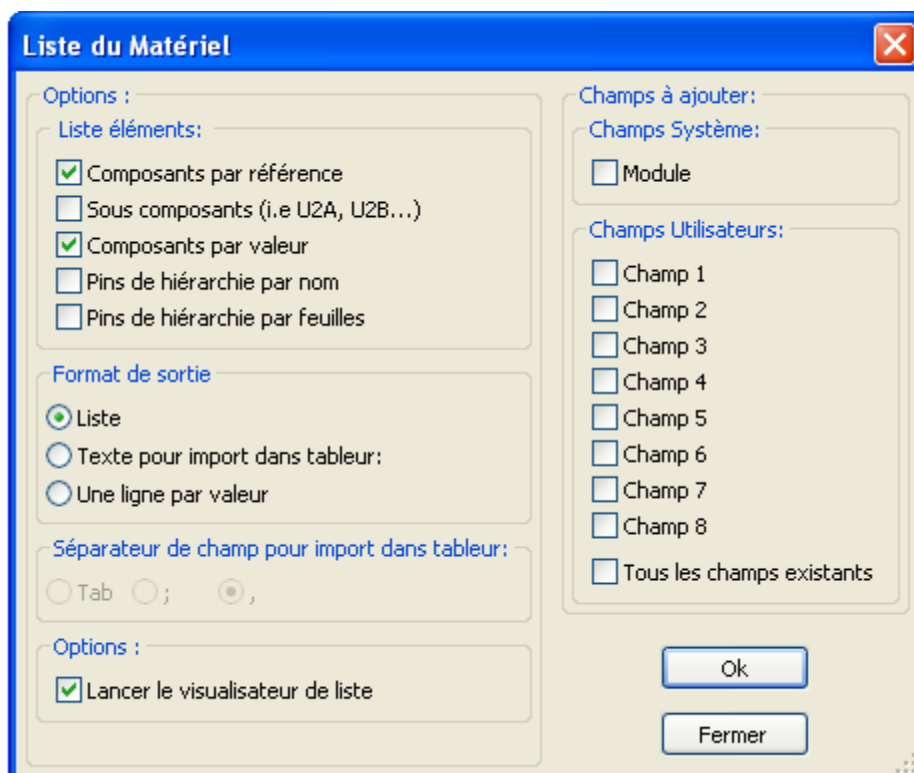 Liste du Matériel
Options :
Liste éléments:
Composants par référence
Sous composants (i.e U2A, U2B...)
Composants par valeur
Pins de hiérarchie par nom
Pins de hiérarchie par feuilles
Format de sortie
Liste
Texte pour import dans tableur:
Une ligne par valeur
Séparateur de champ pour import dans tableur:
Tab ; ,
Options :
Lancer le visualisateur de liste
Champs à ajouter:
Champs Système:
Module
Champs Utilisateurs:
Champ 1
Champ 2
Champ 3
Champ 4
Champ 5
Champ 6
Champ 7
Champ 8
Tous les champs existants
Ok
Fermer